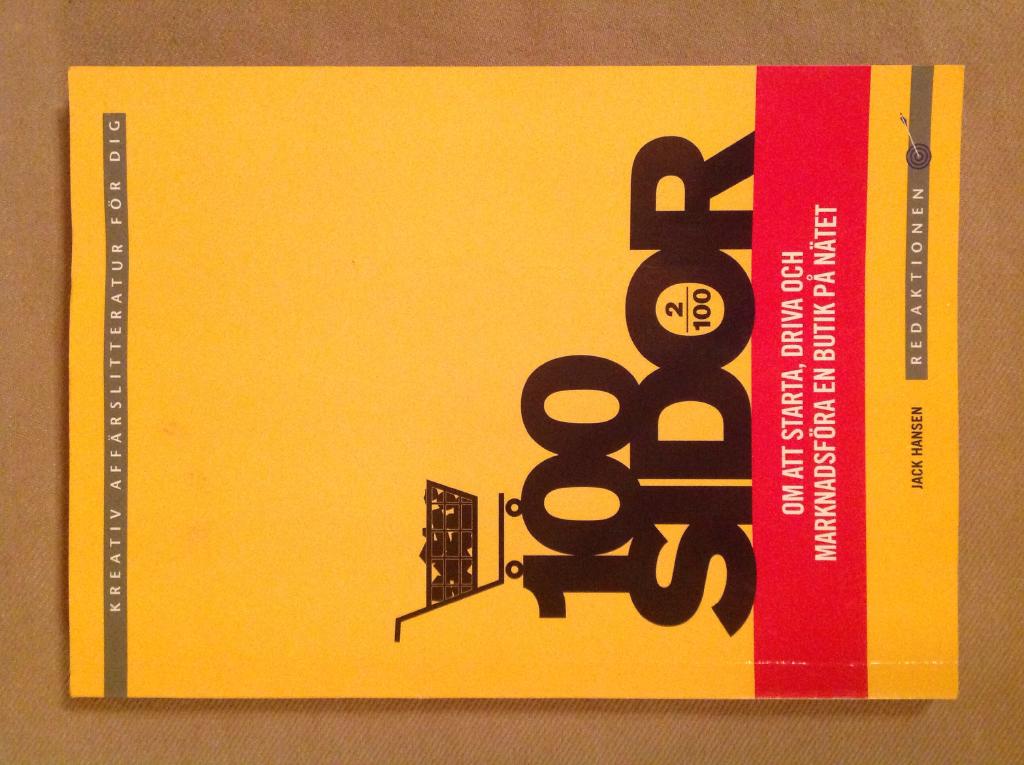 KREATIV AFFÄRSLITTERATUR FÖR DIG
100
SIDOR
2
100
OM ATT STARTA, DRIVA OCH
MARKNADSFÖRA EN BUTIK PÅ NÄTET
JACK HANSEN
REDAKTIONEN